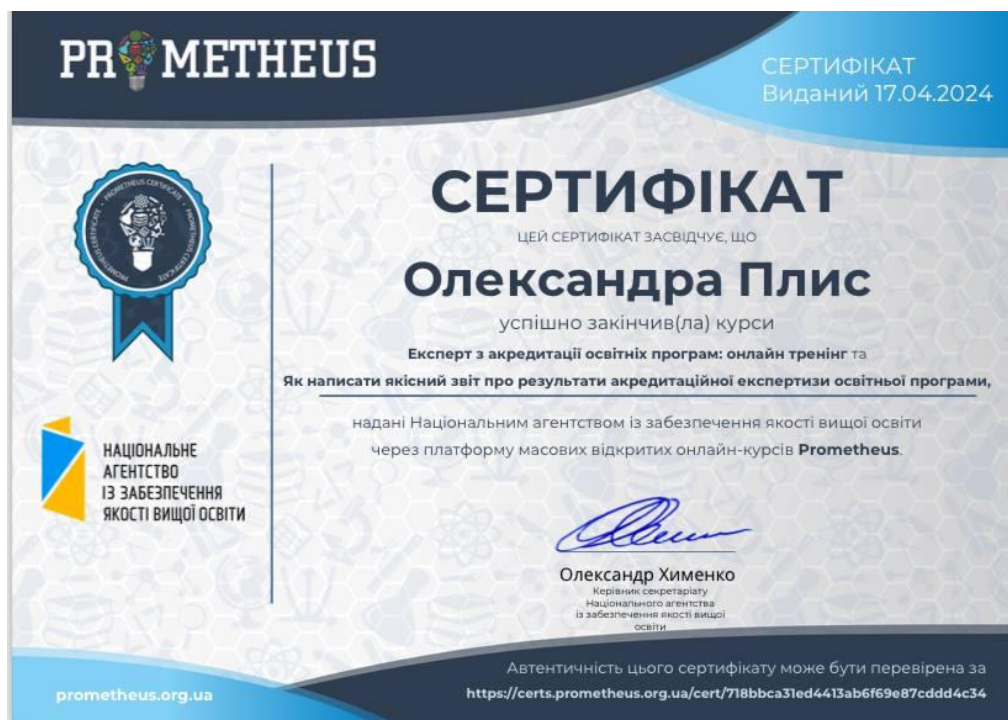 PROMETHEUS
СЕРТИФІКАТ
Виданий 17.04.2024
PROMETHEUS CERTIFICATE
СЕРТИФІКАТ
ЦЕЙ СЕРТИФІКАТ ЗАСВІДЧУЄ, ЩО
Олександра Плис
успішно закінчив(ла) курси
Експерт з акредитації освітніх програм: онлайн тренінг та
Як написати якісний звіт про результати акредитаційної експертизи освітньої програми,
надані Національним агентством із забезпечення якості вищої освіти
через платформу масових відкритих онлайн-курсів Prometheus.
НАЦІОНАЛЬНЕ
АГЕНТСТВО
ІЗ ЗАБЕЗПЕЧЕННЯ
ЯКОСТІ ВИЩОЇ ОСВІТИ
Олександр Хименко
Керівник секретаріату
Національного агентства
із забезпечення якості вищої
освіти
Автентичність цього сертифікату може бути перевірена за
prometheus.org.ua
https://certs.prometheus.org.ua/cert/718bbca31ed4413ab6f69e87cddd4c34